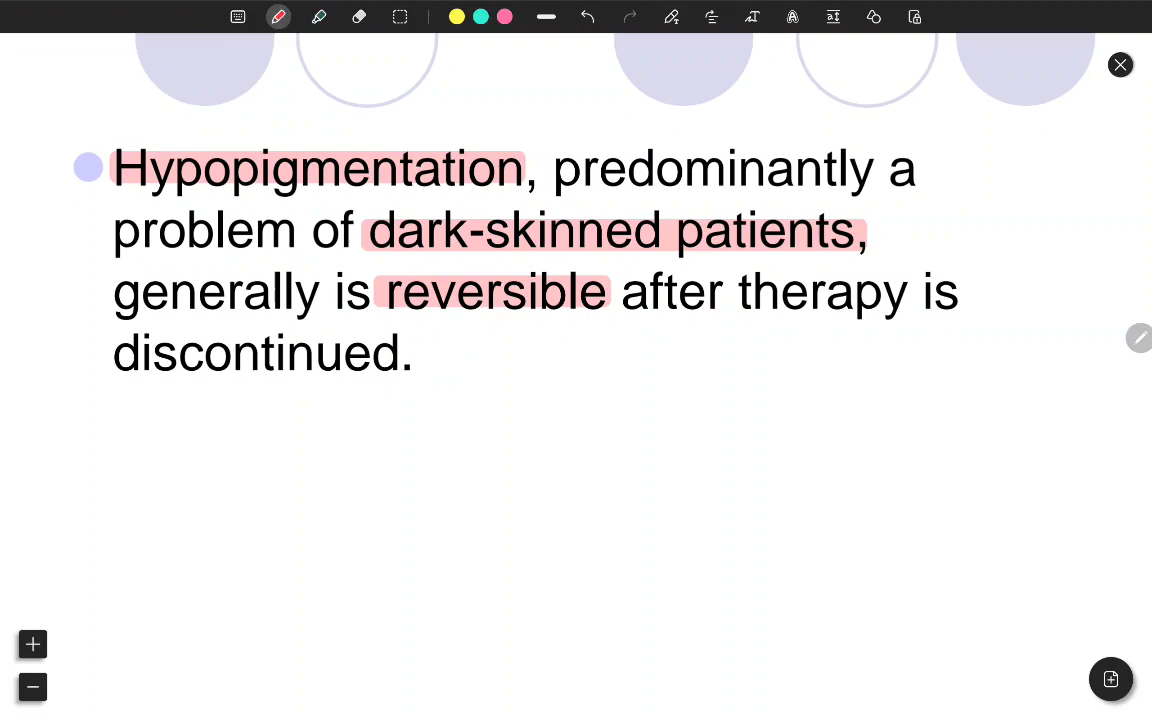 Hypopigmentation, predominantly a
problem of dark-skinned patients,
generally is reversible after therapy is
discontinued.